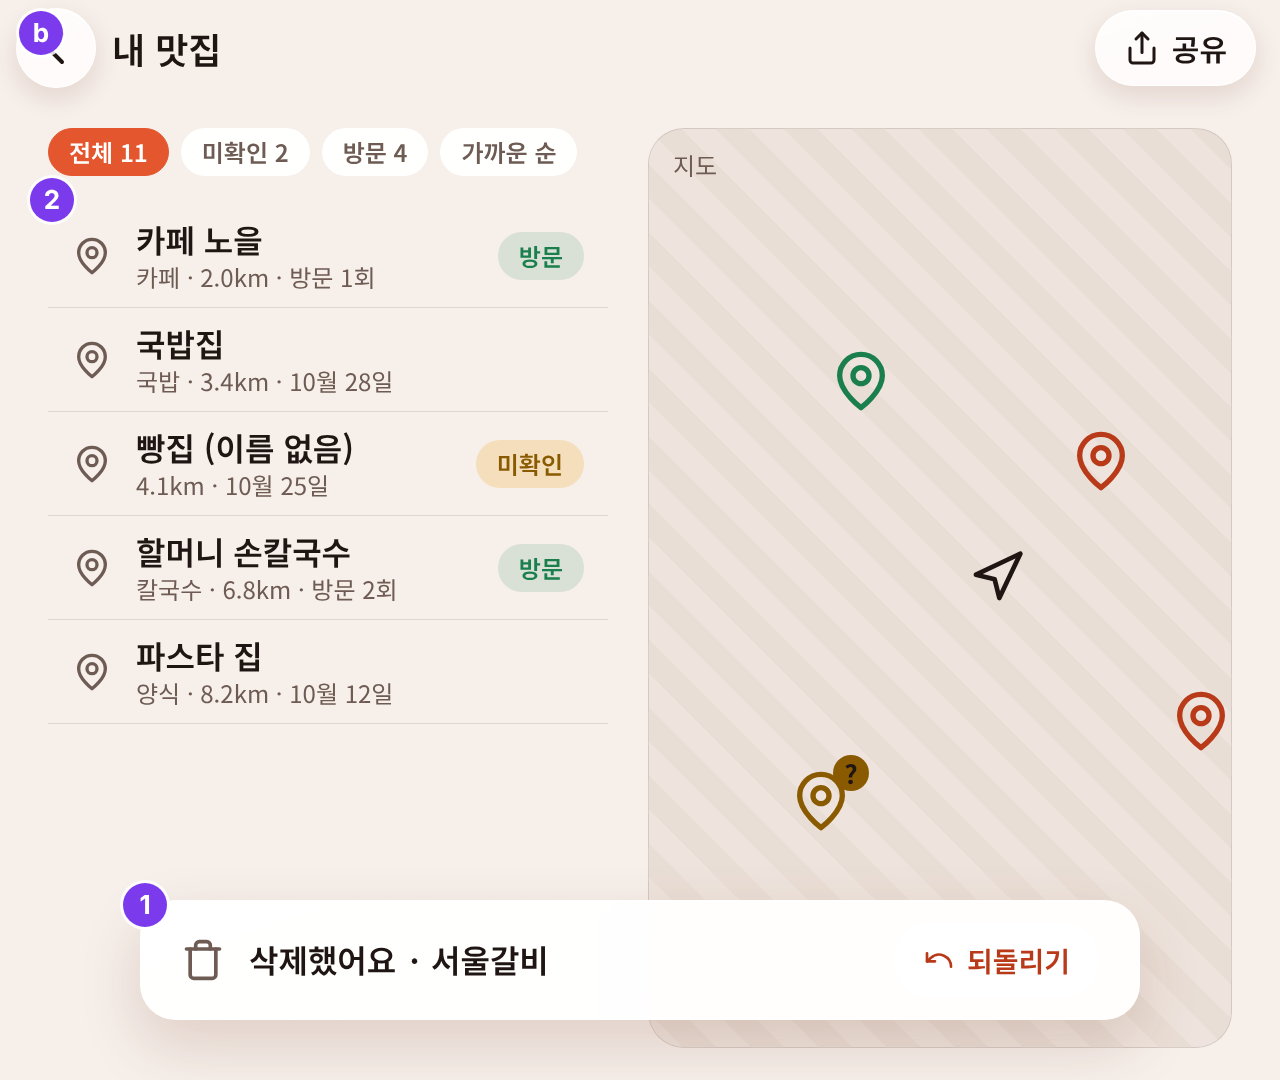 b
내 맛집
공유
전체 11
미확인 2
방문 4
가까운 순
2
카페 노을
카페 · 2.0km · 방문 1회
방문
국밥집
국밥 · 3.4km · 10월 28일
빵집 (이름 없음)
4.1km · 10월 25일
미확인
할머니 손칼국수
칼국수 · 6.8km · 방문 2회
방문
파스타 집
양식 · 8.2km · 10월 12일
지도
?
1
삭제했어요 · 서울갈비
되돌리기